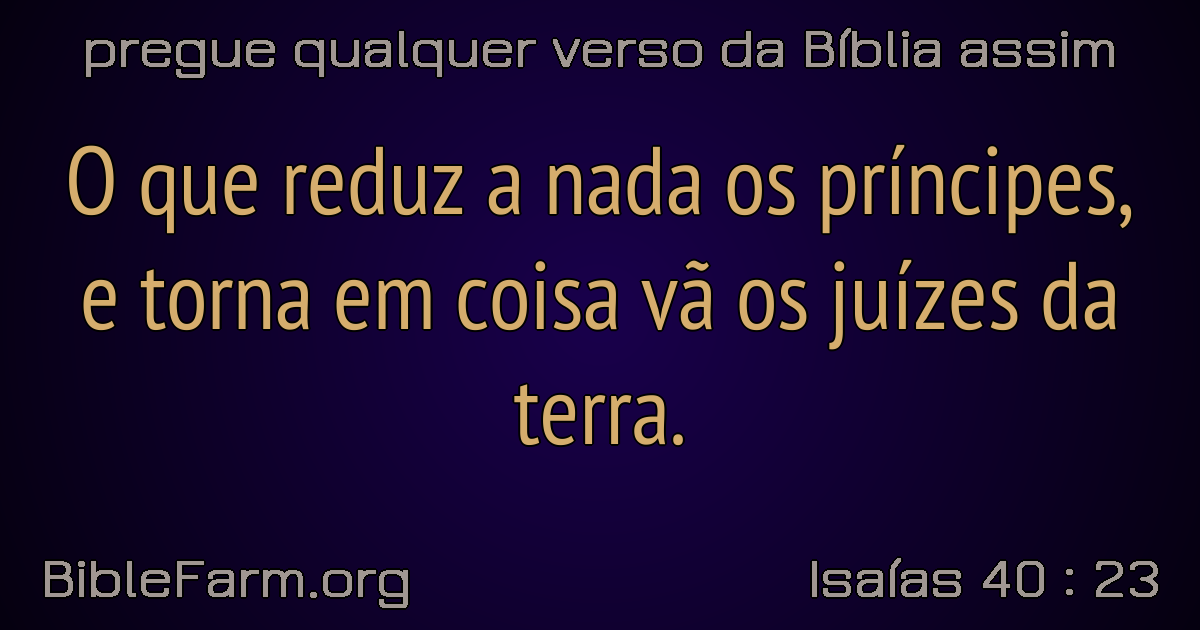 pregue qualquer verso da Bíblia assim
O que reduz a nada os príncipes,
e torna em coisa vã os juízes da
terra.
BibleFarm.org
Isaías 40 : 23